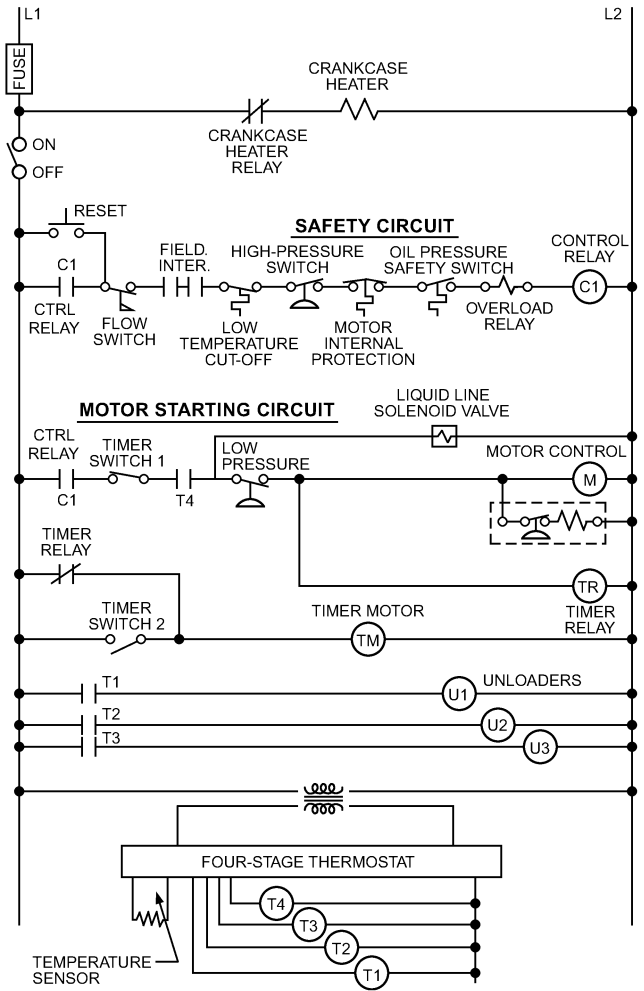 L1
L2
FUSE
CRANKCASE
HEATER
CRANKCASE
HEATER
RELAY
ON
OFF
RESET
SAFETY CIRCUIT
C1
FIELD.
INTER.
HIGH-PRESSURE
SWITCH
OIL PRESSURE
SAFETY SWITCH
CONTROL
RELAY
C1
CTRL
RELAY
FLOW
SWITCH
LOW
TEMPERATURE
CUT-OFF
MOTOR
INTERNAL
PROTECTION
OVERLOAD
RELAY
MOTOR STARTING CIRCUIT
LIQUID LINE
SOLENOID VALVE
CTRL
RELAY
TIMER
SWITCH 1
LOW
PRESSURE
MOTOR CONTROL
M
C1
T4
TIMER
RELAY
TR
TIMER
RELAY
TIMER
SWITCH 2
TIMER MOTOR
TM
T1
U1
UNLOADERS
T2
U2
T3
U3
FOUR-STAGE THERMOSTAT
T4
T3
T2
T1
TEMPERATURE
SENSOR